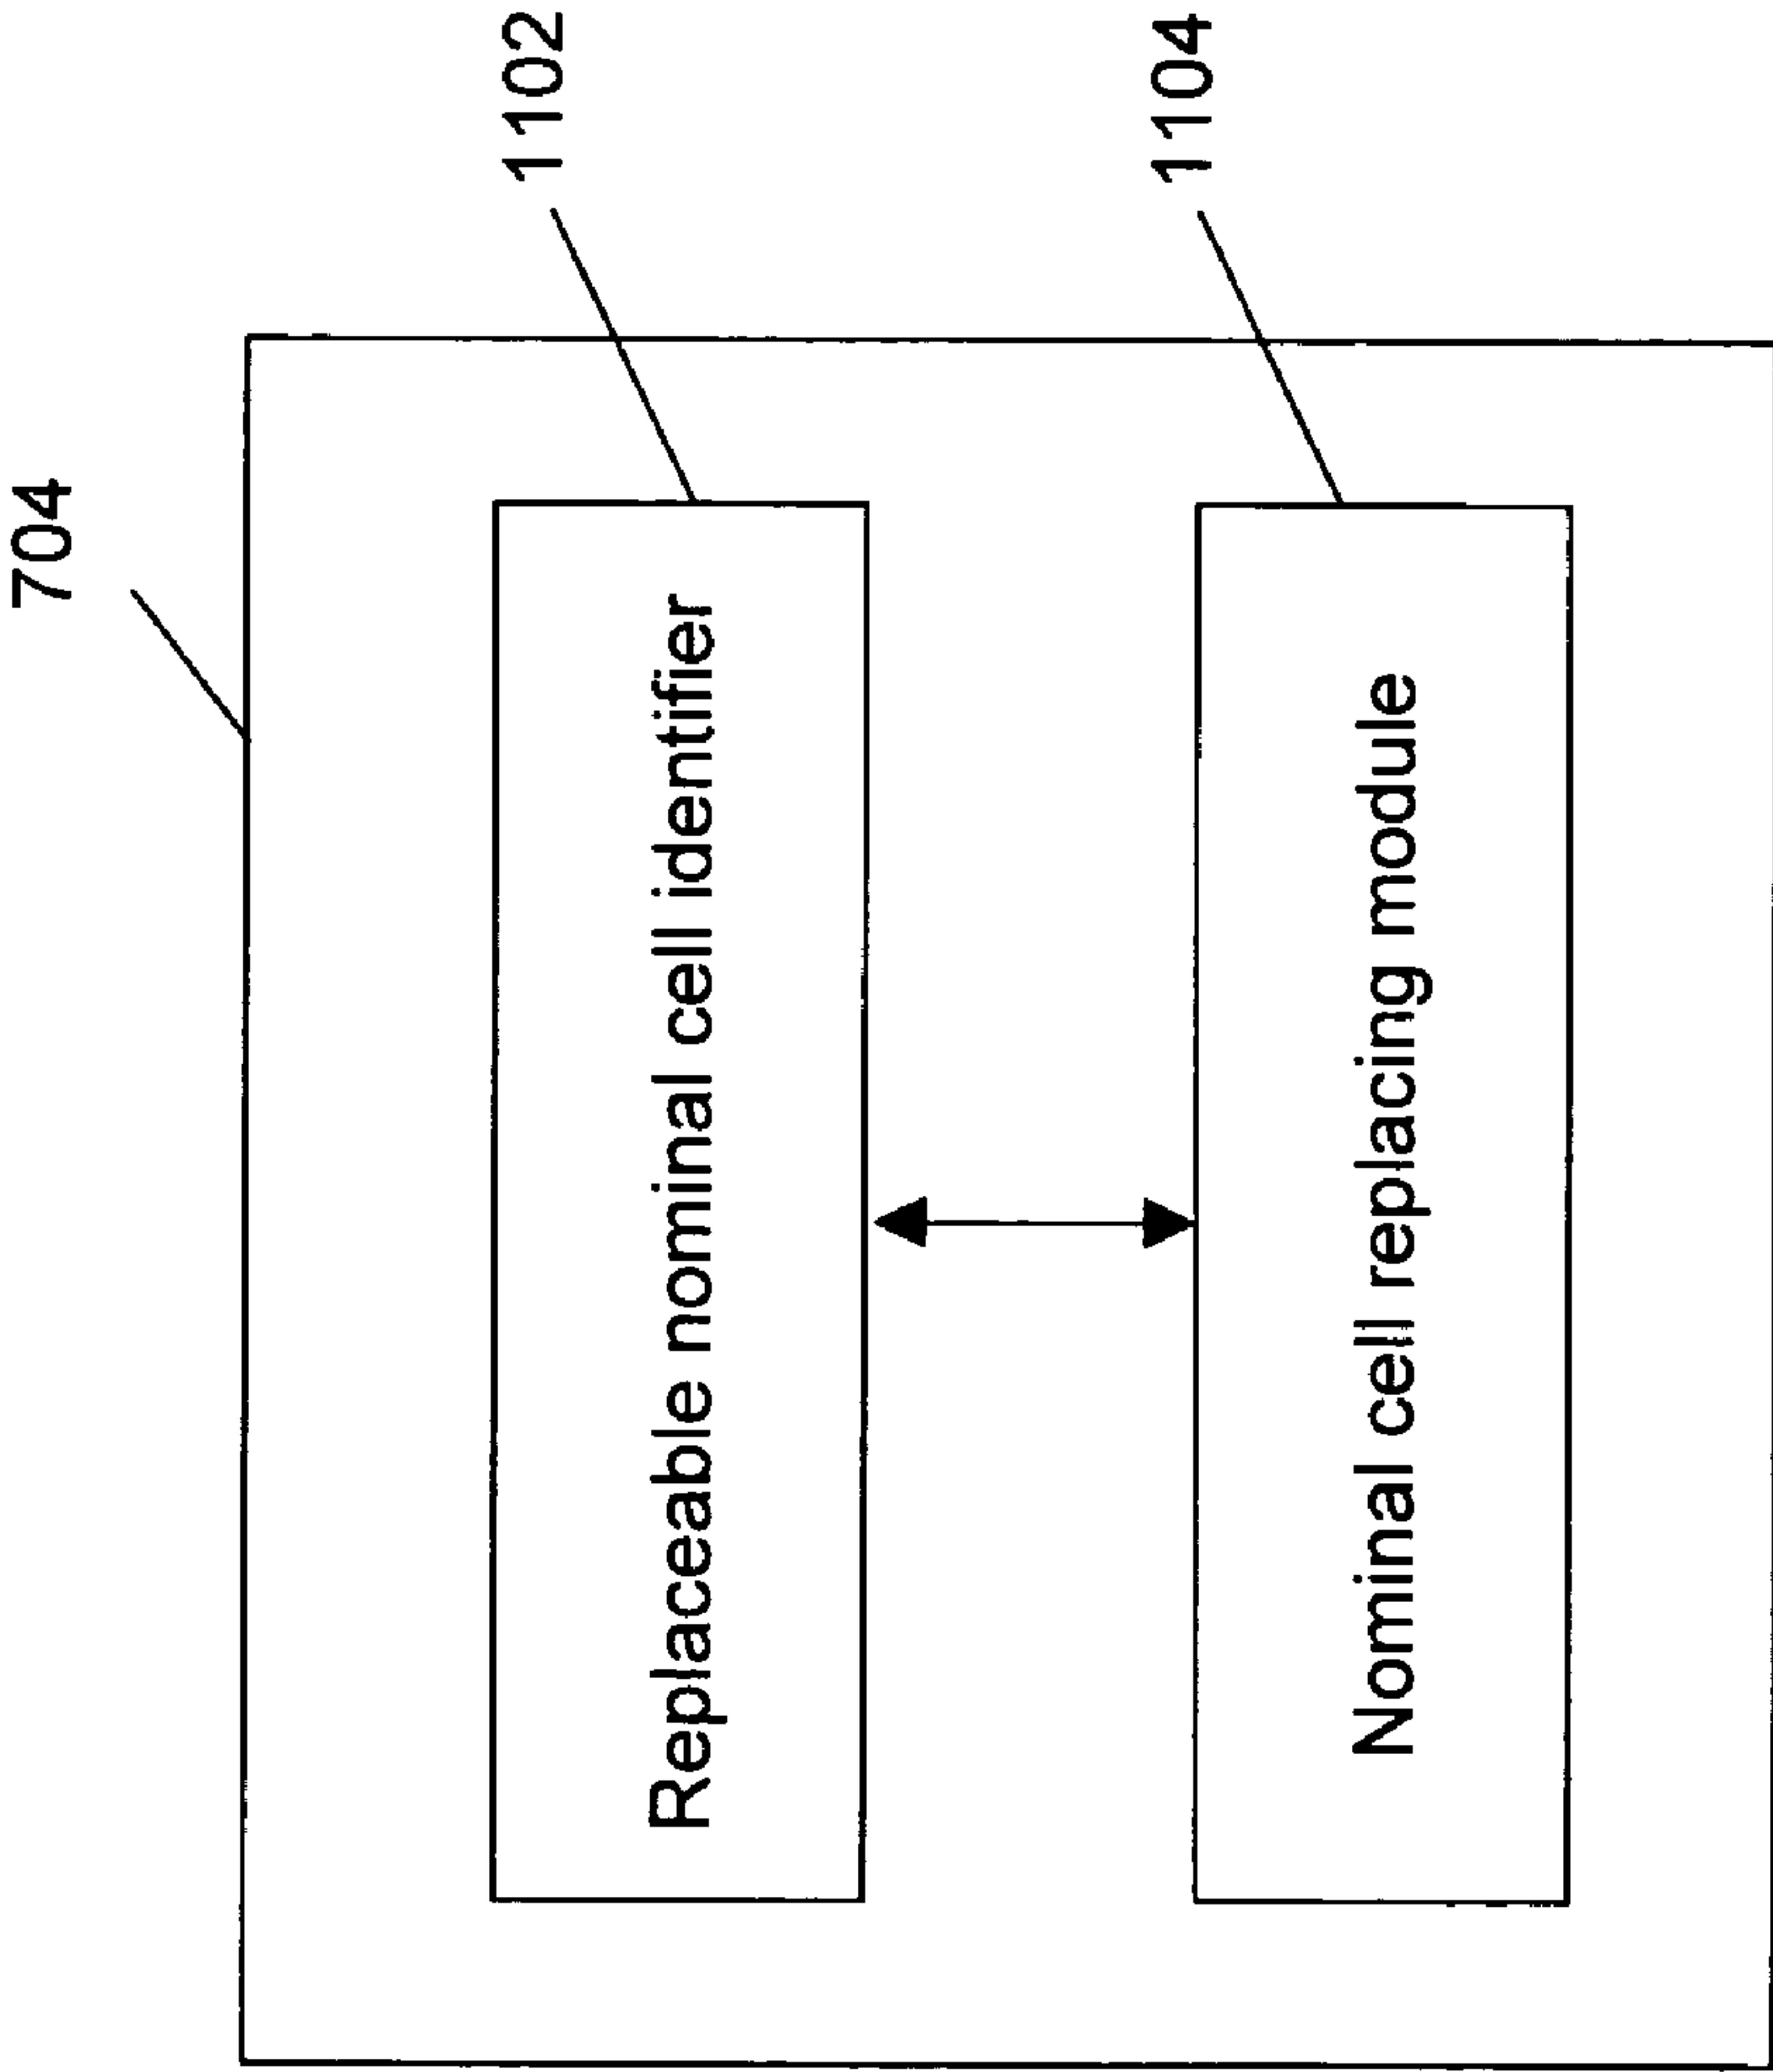 704
Replaceable nominal cell identifier
1102
Nominal cell replacing module
1104